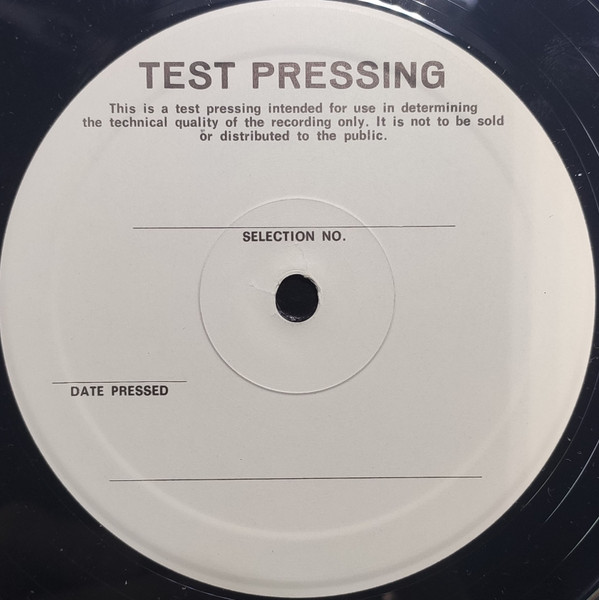 TEST PRESSING
This is a test pressing intended for use in determining
the technical quality of the recording only. It is not to be sold
or distributed to the public.
SELECTION NO.
DATE PRESSED